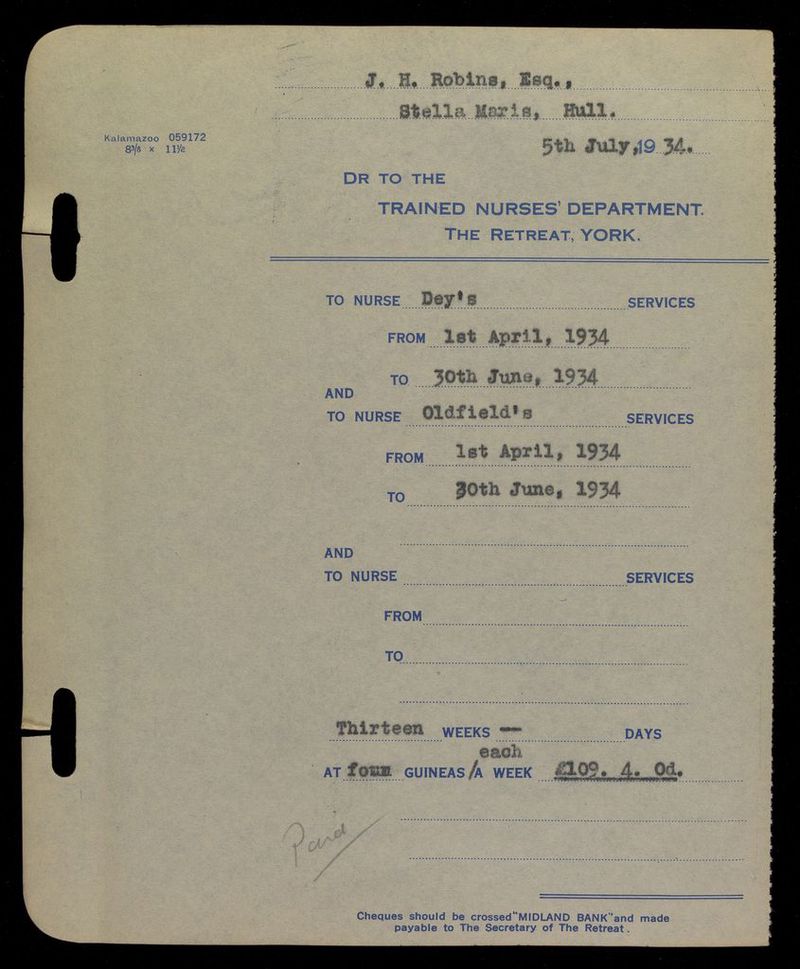 J. H. Robins, Esq.,
Stella Maris, Hull.
Kalamazoo 059172
8⅜ x 11½
5th July,19 34.
DR TO THE
TRAINED NURSES' DEPARTMENT.
THE RETREAT, YORK.
TO NURSE Dey's SERVICES
FROM 1st April, 1934
TO 30th June, 1934
AND
TO NURSE Oldfield's SERVICES
FROM 1st April, 1934
TO 30th June, 1934
AND
TO NURSE SERVICES
FROM
TO
Thirteen WEEKS — DAYS
each
AT four GUINEAS /A WEEK £109. 4. 0d.
Paid
Cheques should be crossed "MIDLAND BANK" and made
payable to The Secretary of The Retreat.